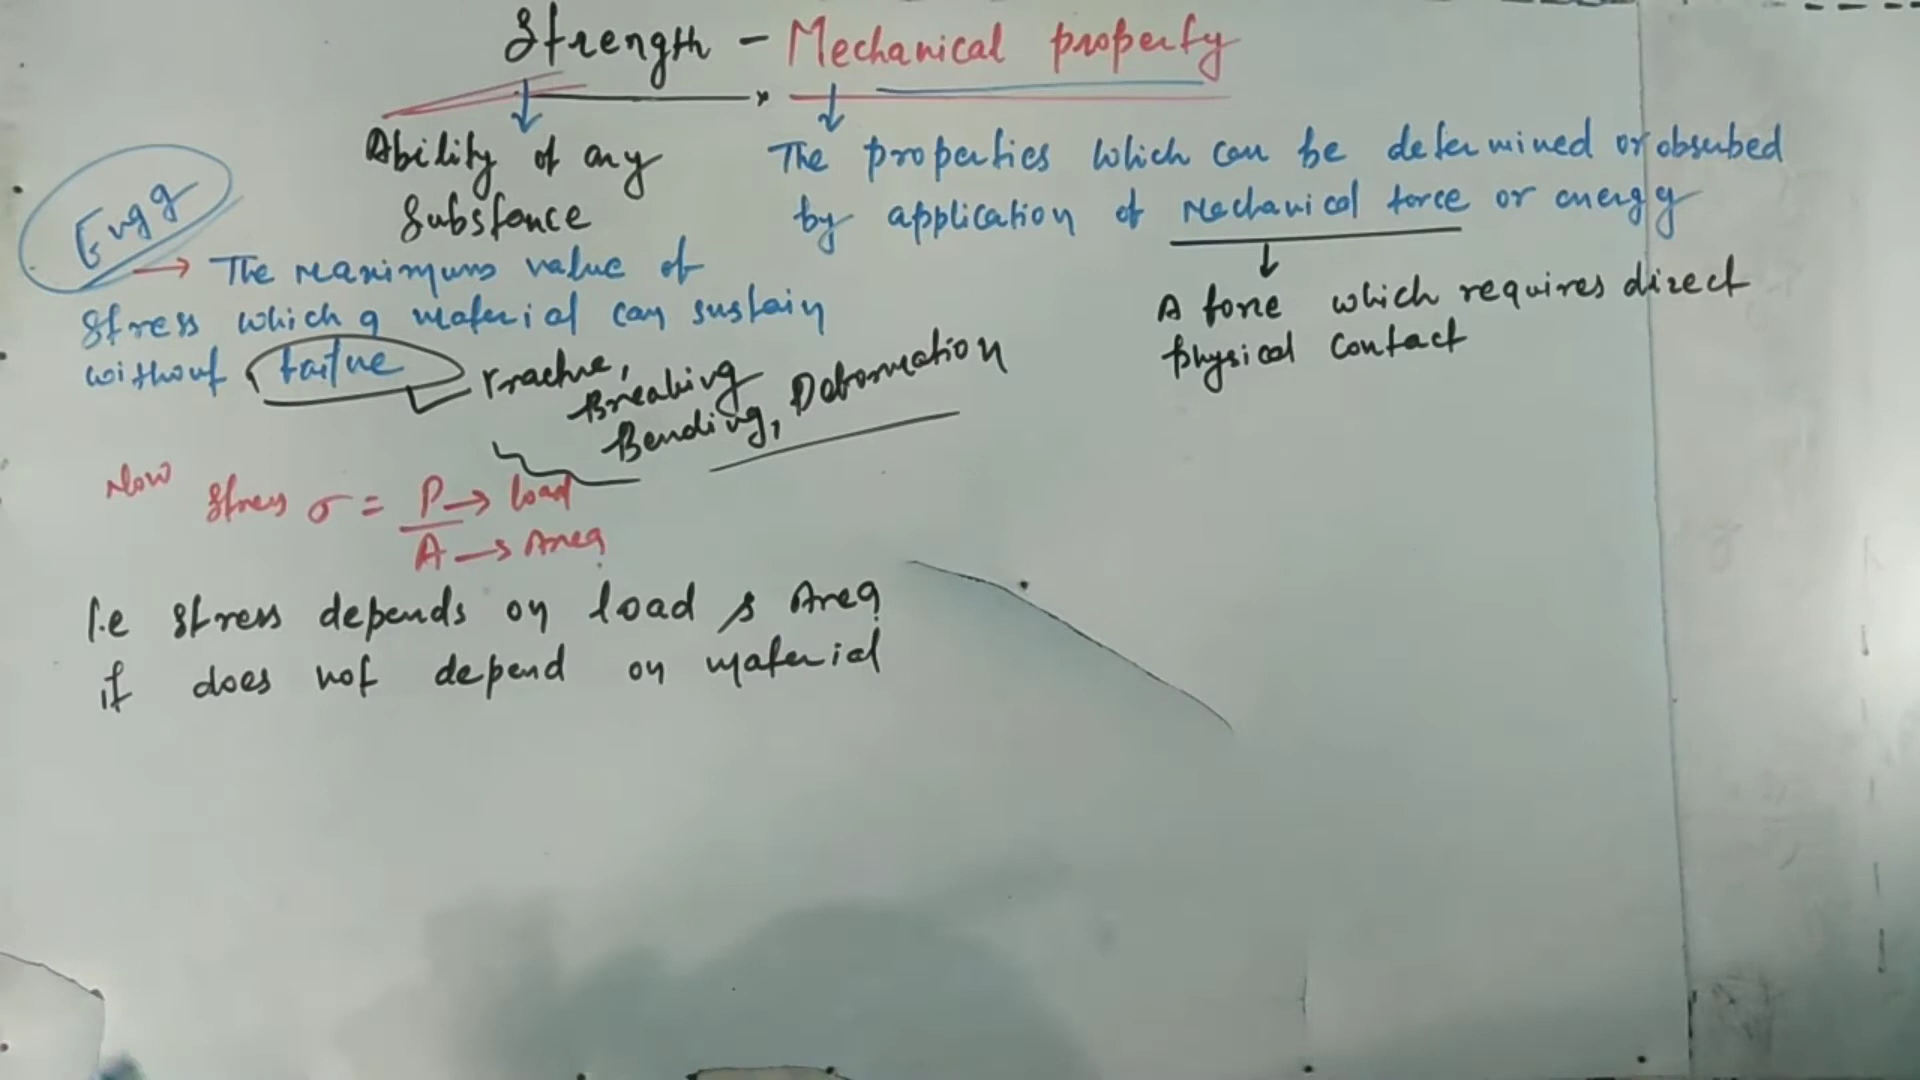 Strength - Mechanical property
Ability of any
Substance
The properties which can be determined or obsurbed
by application of Mechanical force or energy
A force which requires direct
physical contact
Engg
→ The maximum value of
Stress which a material can sustain
without failure
Fracture,
Breaking
Bending, Deformation
Now Stress σ = P → load
A → Area
I.e stress depends on load & Area
it does not depend on material